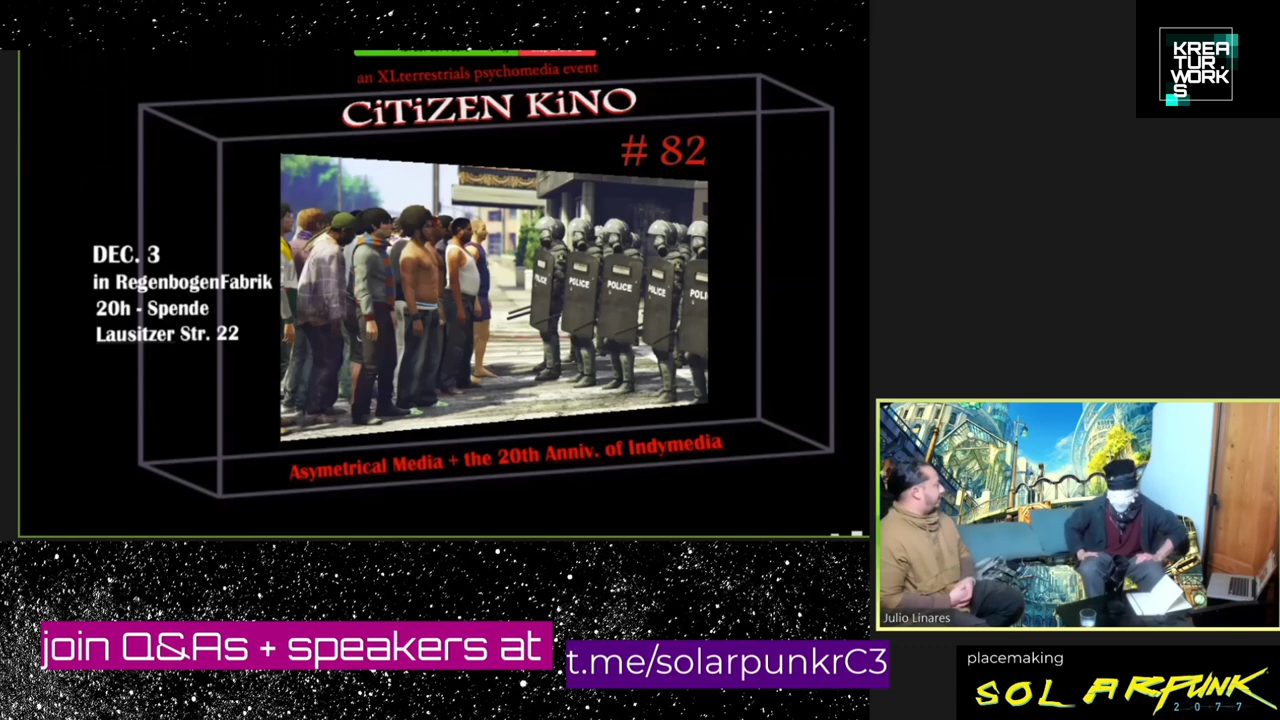 an XLterrestrials psychomedia event
CiTiZEN KiNO
# 82
DEC. 3
in RegenbogenFabrik
20h - Spende
Lausitzer Str. 22
POLICE
POLICE
POLICE
Asymetrical Media + the 20th Anniv. of Indymedia
KREA
TUR.
WORK
S
Julio Linares
join Q&As + speakers at
t.me/solarpunkrC3
placemaking
SOLARPUNK
2077